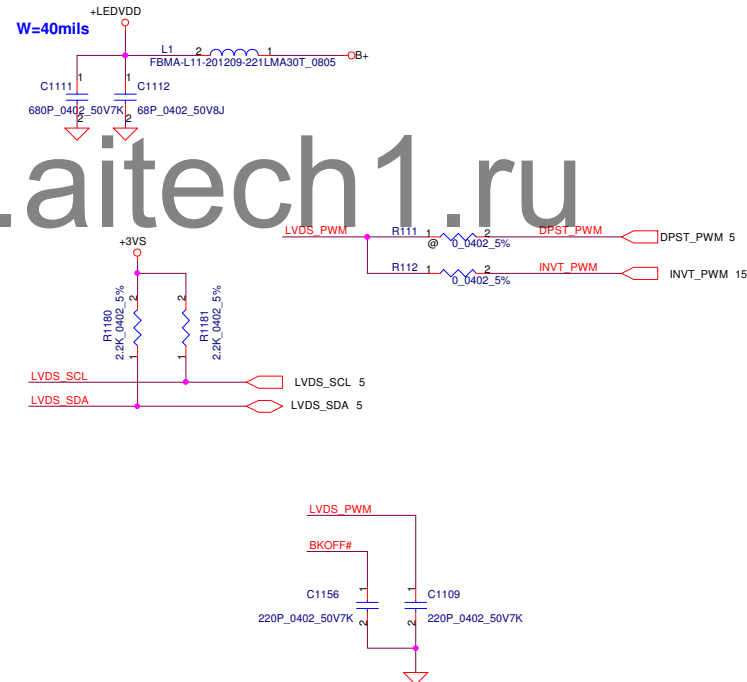 +LEDVDD
W=40mils
L1
2
1
FBMA-L11-201209-221LMA30T_0805
B+
C1111
1
2
680P_0402_50V7K
1
C1112
2
68P_0402_50V8J
.aitech1.ru
+3VS
LVDS_PWM
R111
1
@
2
0_0402_5%
DPST_PWM
DPST_PWM 5
R112
1
2
0_0402_5%
INVT_PWM
INVT_PWM 15
R1180
2.2K_0402_5%
2
1
R1181
2.2K_0402_5%
2
1
LVDS_SCL
LVDS_SCL 5
LVDS_SDA
LVDS_SDA 5
LVDS_PWM
BKOFF#
C1156
1
2
220P_0402_50V7K
1
C1109
2
220P_0402_50V7K